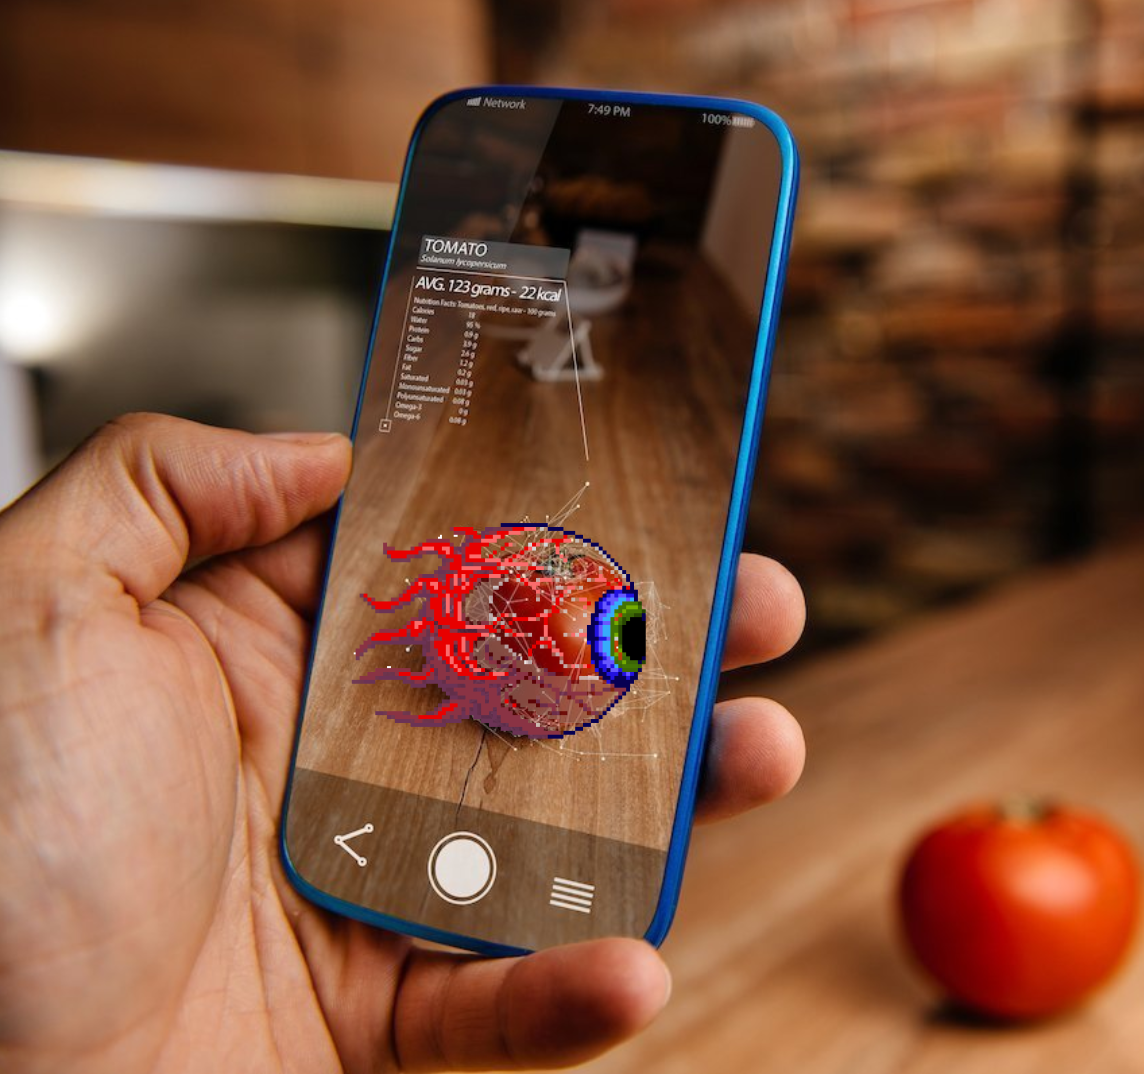 Network 7:49 PM 100%
TOMATO
Solanum lycopersicum
AVG. 123 grams - 22 kcal
Nutrition Facts: Tomatoes, red, ripe, raw - 100 grams
Calories 18
Water 95 %
Protein 0.9 g
Carbs 3.9 g
Sugar 2.6 g
Fiber 1.2 g
Fat 0.2 g
Saturated 0.03 g
Monounsaturated 0.03 g
Polyunsaturated 0.08 g
Omega-3 0 g
Omega-6 0.08 g